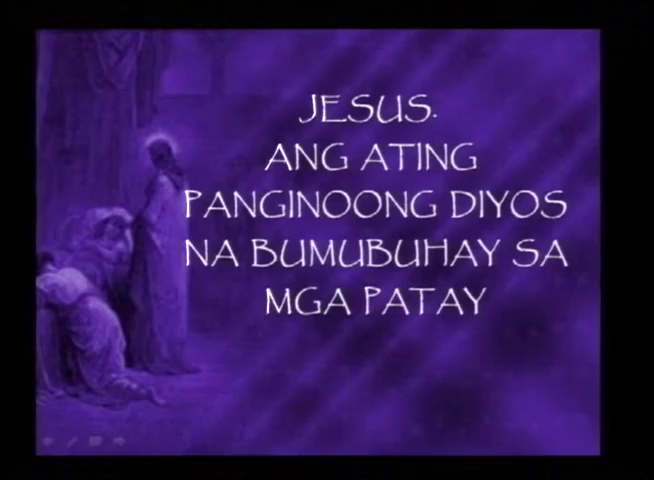 JESUS.
ANG ATING
PANGINOONG DIYOS
NA BUMUBUHAY SA
MGA PATAY